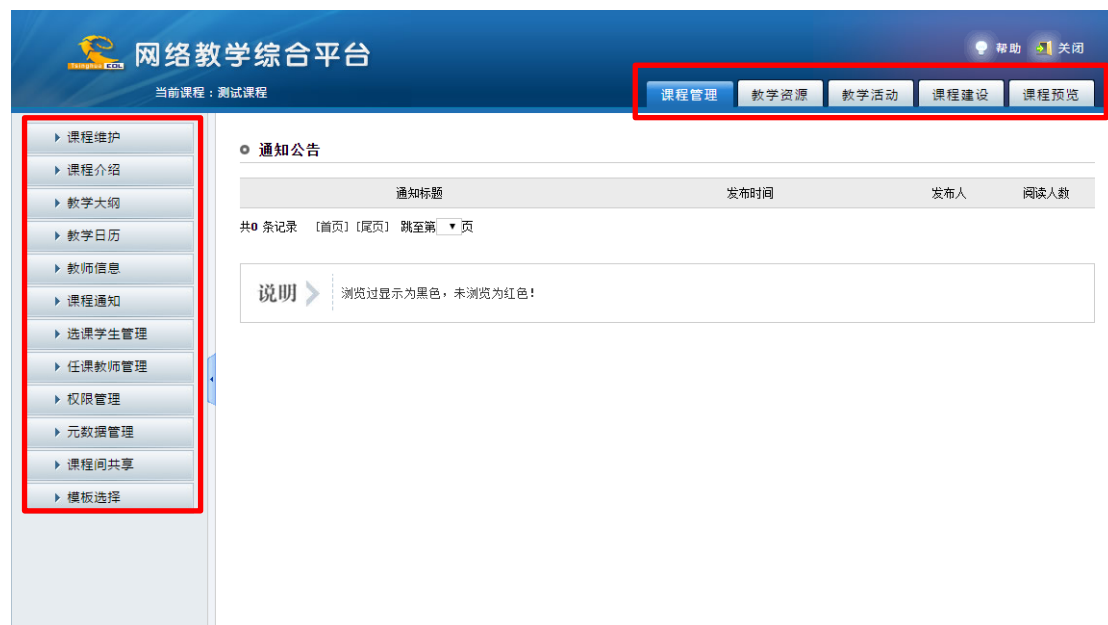 网络教学综合平台
Tsinghua EDL
帮助 关闭
当前课程：测试课程
课程管理 教学资源 教学活动 课程建设 课程预览
课程维护
课程介绍
教学大纲
教学日历
教师信息
课程通知
选课学生管理
任课教师管理
权限管理
元数据管理
课程间共享
模板选择
通知公告
通知标题 发布时间 发布人 阅读人数
共0 条记录 [首页] [尾页] 跳至第 页
说明 浏览过显示为黑色，未浏览为红色!